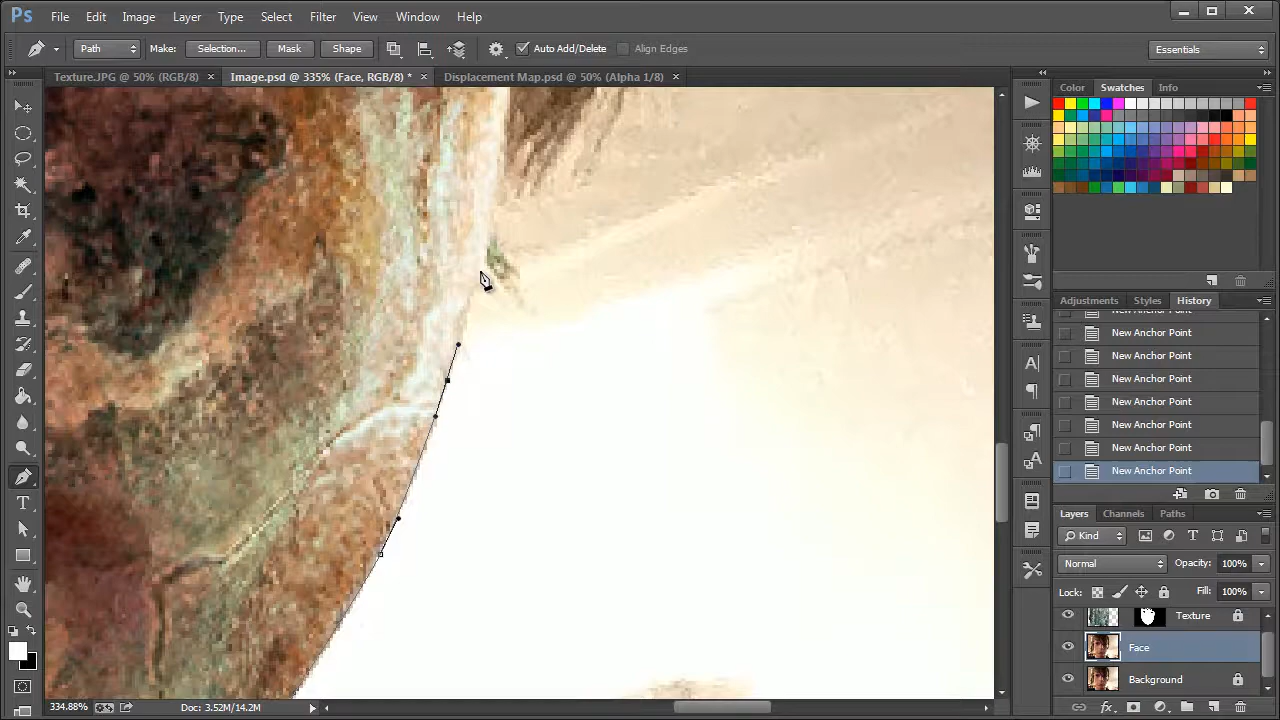 Ps File Edit Image Layer Type Select Filter View Window Help
Path Make: Selection... Mask Shape Auto Add/Delete Align Edges Essentials
Texture.JPG @ 50% (RGB/8) × Image.psd @ 335% (Face, RGB/8) * × Displacement Map.psd @ 50% (Alpha 1/8) ×
Color Swatches Info
Adjustments Styles History
New Anchor Point
New Anchor Point
New Anchor Point
New Anchor Point
New Anchor Point
New Anchor Point
New Anchor Point
New Anchor Point
Layers Channels Paths
Kind
Normal Opacity: 100%
Lock: Fill: 100%
Texture
Face
Background
334.88% Doc: 3.52M/14.2M